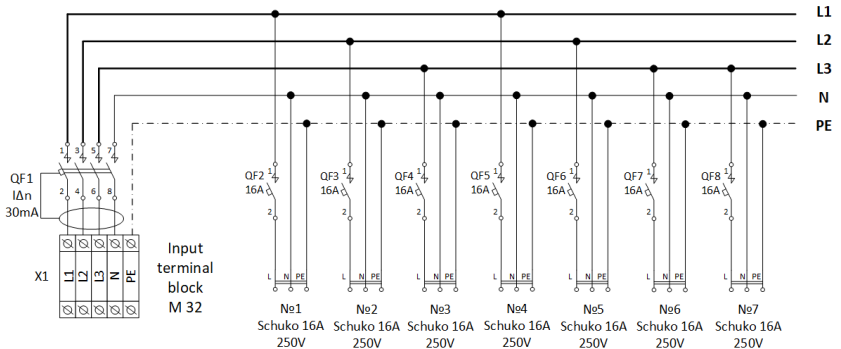 L1
L2
L3
N
PE
1 3 5 7
QF1
I∆n
30mA
2 4 6 8
X1
L1 L2 L3 N PE
Input
terminal
block
M 32
QF2 1
16A
2
QF3 1
16A
2
QF4 1
16A
2
QF5 1
16A
2
QF6 1
16A
2
QF7 1
16A
2
QF8 1
16A
2
L N PE L N PE L N PE L N PE L N PE L N PE L N PE
№1 №2 №3 №4 №5 №6 №7
Schuko 16A Schuko 16A Schuko 16A Schuko 16A Schuko 16A Schuko 16A Schuko 16A
250V 250V 250V 250V 250V 250V 250V